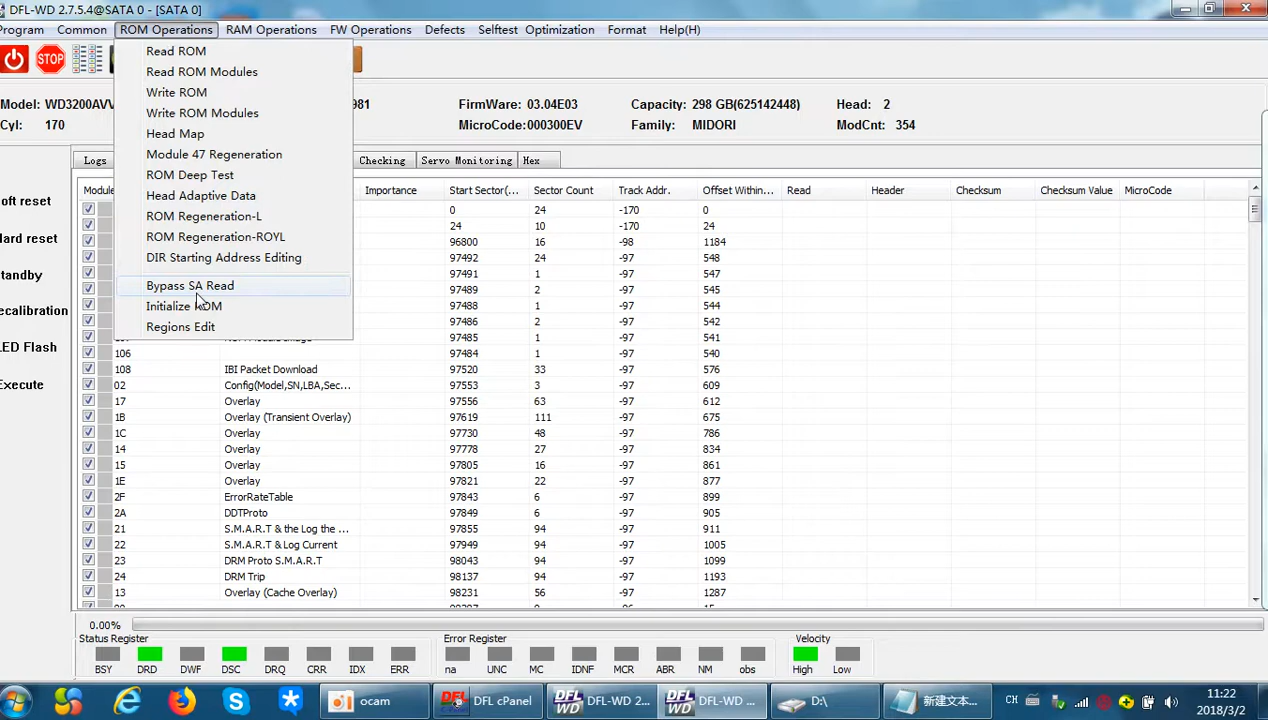 DFL-WD 2.7.5.4@SATA 0 - [SATA 0]
Program Common ROM Operations RAM Operations FW Operations Defects Selftest Optimization Format Help(H)
STOP
Read ROM
Read ROM Modules
Write ROM
Write ROM Modules
Head Map
Module 47 Regeneration
ROM Deep Test
Head Adaptive Data
ROM Regeneration-L
ROM Regeneration-ROYL
DIR Starting Address Editing
Bypass SA Read
Initialize ROM
Regions Edit
Model: WD3200AVV 981 FirmWare: 03.04E03 Capacity: 298 GB(625142448) Head: 2
Cyl: 170 MicroCode:000300EV Family: MIDORI ModCnt: 354
oft reset
ard reset
tandby
ecalibration
LED Flash
Execute
Logs Checking Servo Monitoring Hex
Module Importance Start Sector(... Sector Count Track Addr. Offset Within... Read Header Checksum Checksum Value MicroCode
0 24 -170 0
24 10 -170 24
96800 16 -98 1184
97492 24 -97 548
97491 1 -97 547
97489 2 -97 545
97488 1 -97 544
97486 2 -97 542
97485 1 -97 541
106 97484 1 -97 540
108 IBI Packet Download 97520 33 -97 576
02 Config(Model,SN,LBA,Sec... 97553 3 -97 609
17 Overlay 97556 63 -97 612
1B Overlay (Transient Overlay) 97619 111 -97 675
1C Overlay 97730 48 -97 786
14 Overlay 97778 27 -97 834
15 Overlay 97805 16 -97 861
1E Overlay 97821 22 -97 877
2F ErrorRateTable 97843 6 -97 899
2A DDTProto 97849 6 -97 905
21 S.M.A.R.T & the Log the ... 97855 94 -97 911
22 S.M.A.R.T & Log Current 97949 94 -97 1005
23 DRM Proto S.M.A.R.T 98043 94 -97 1099
24 DRM Trip 98137 94 -97 1193
13 Overlay (Cache Overlay) 98231 56 -97 1287
0.00%
Status Register Error Register Velocity
BSY DRD DWF DSC DRQ CRR IDX ERR na UNC MC IDNF MCR ABR NM obs High Low
ocam DFL DFL cPanel DFL WD DFL-WD 2... DFL WD DFL-WD ... D:\ 新建文本... CH 11:22
2018/3/2